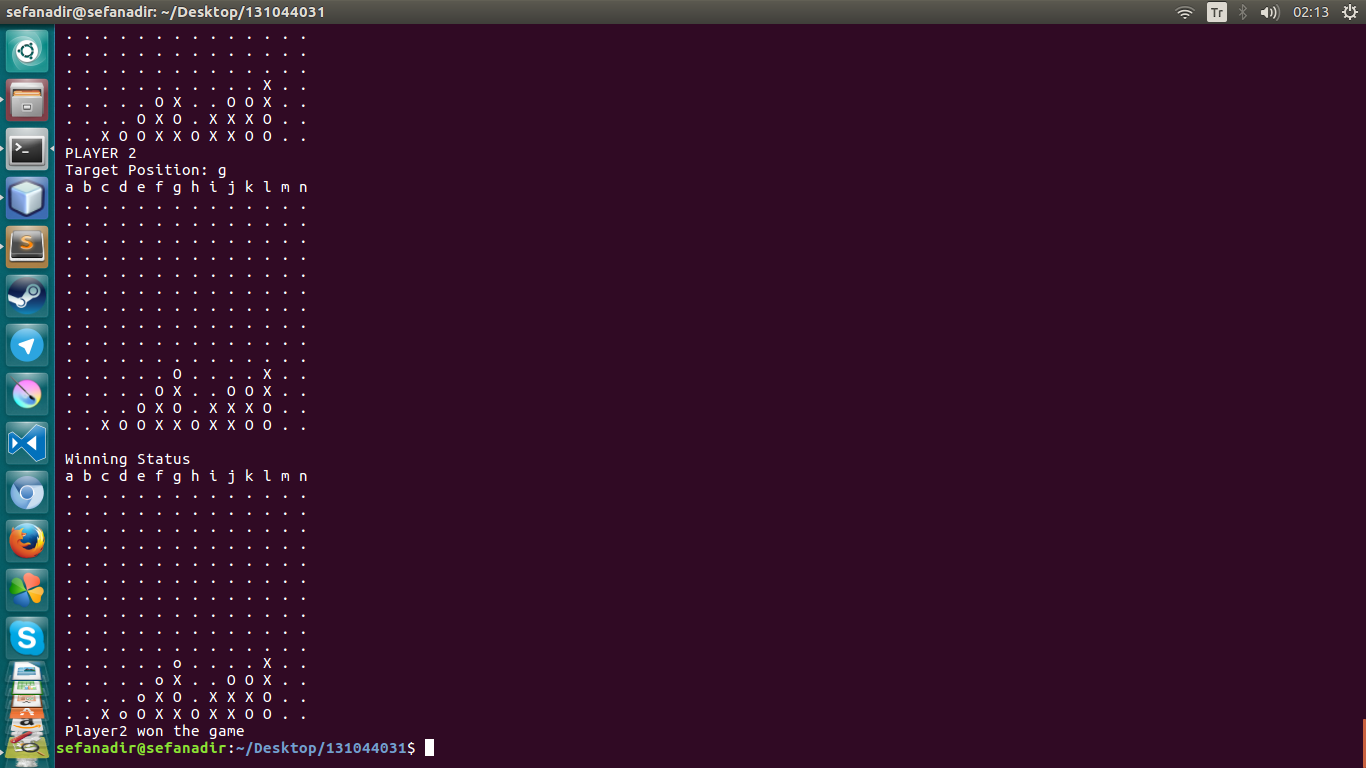 sefanadir@sefanadir: ~/Desktop/131044031
Tr
02:13
. . . . . . . . . . . . . .
. . . . . . . . . . . . . .
. . . . . . . . . . . . . .
. . . . . . . . . . . X . .
. . . . . O X . . O O X . .
. . . . O X O . X X X O . .
. . X O O X X O X X O O . .
PLAYER 2
Target Position: g
a b c d e f g h i j k l m n
. . . . . . . . . . . . . .
. . . . . . . . . . . . . .
. . . . . . . . . . . . . .
. . . . . . . . . . . . . .
. . . . . . . . . . . . . .
. . . . . . . . . . . . . .
. . . . . . . . . . . . . .
. . . . . . . . . . . . . .
. . . . . . . . . . . . . .
. . . . . . . . . . . . . .
. . . . . . O . . . . X . .
. . . . . O X . . O O X . .
. . . . O X O . X X X O . .
. . X O O X X O X X O O . .
Winning Status
a b c d e f g h i j k l m n
. . . . . . . . . . . . . .
. . . . . . . . . . . . . .
. . . . . . . . . . . . . .
. . . . . . . . . . . . . .
. . . . . . . . . . . . . .
. . . . . . . . . . . . . .
. . . . . . . . . . . . . .
. . . . . . . . . . . . . .
. . . . . . . . . . . . . .
. . . . . . . . . . . . . .
. . . . . . o . . . . X . .
. . . . . o X . . O O X . .
. . . . o X O . X X X O . .
. . X o O X X O X X O O . .
Player2 won the game
sefanadir@sefanadir:~/Desktop/131044031$